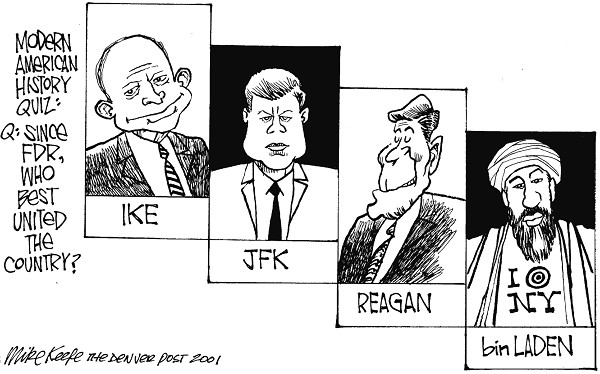 MODERN
AMERICAN
HISTORY
QUIZ:
Q: SINCE
FDR,
WHO
BEST
UNITED
THE
COUNTRY?
IKE
JFK
REAGAN
I
NY
bin LADEN
Mike Keefe THE DENVER POST 2001